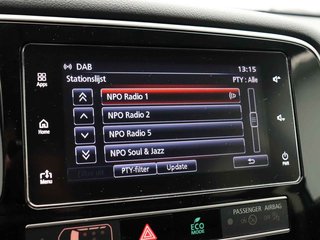 DAB 13:15
Stationslijst PTY : Alle
Apps
NPO Radio 1
NPO Radio 2
Home
NPO Radio 5
NPO Soul & Jazz
Menu
PWR
PTY-filter Update
PASSENGER AIRBAG
ECO
MODE